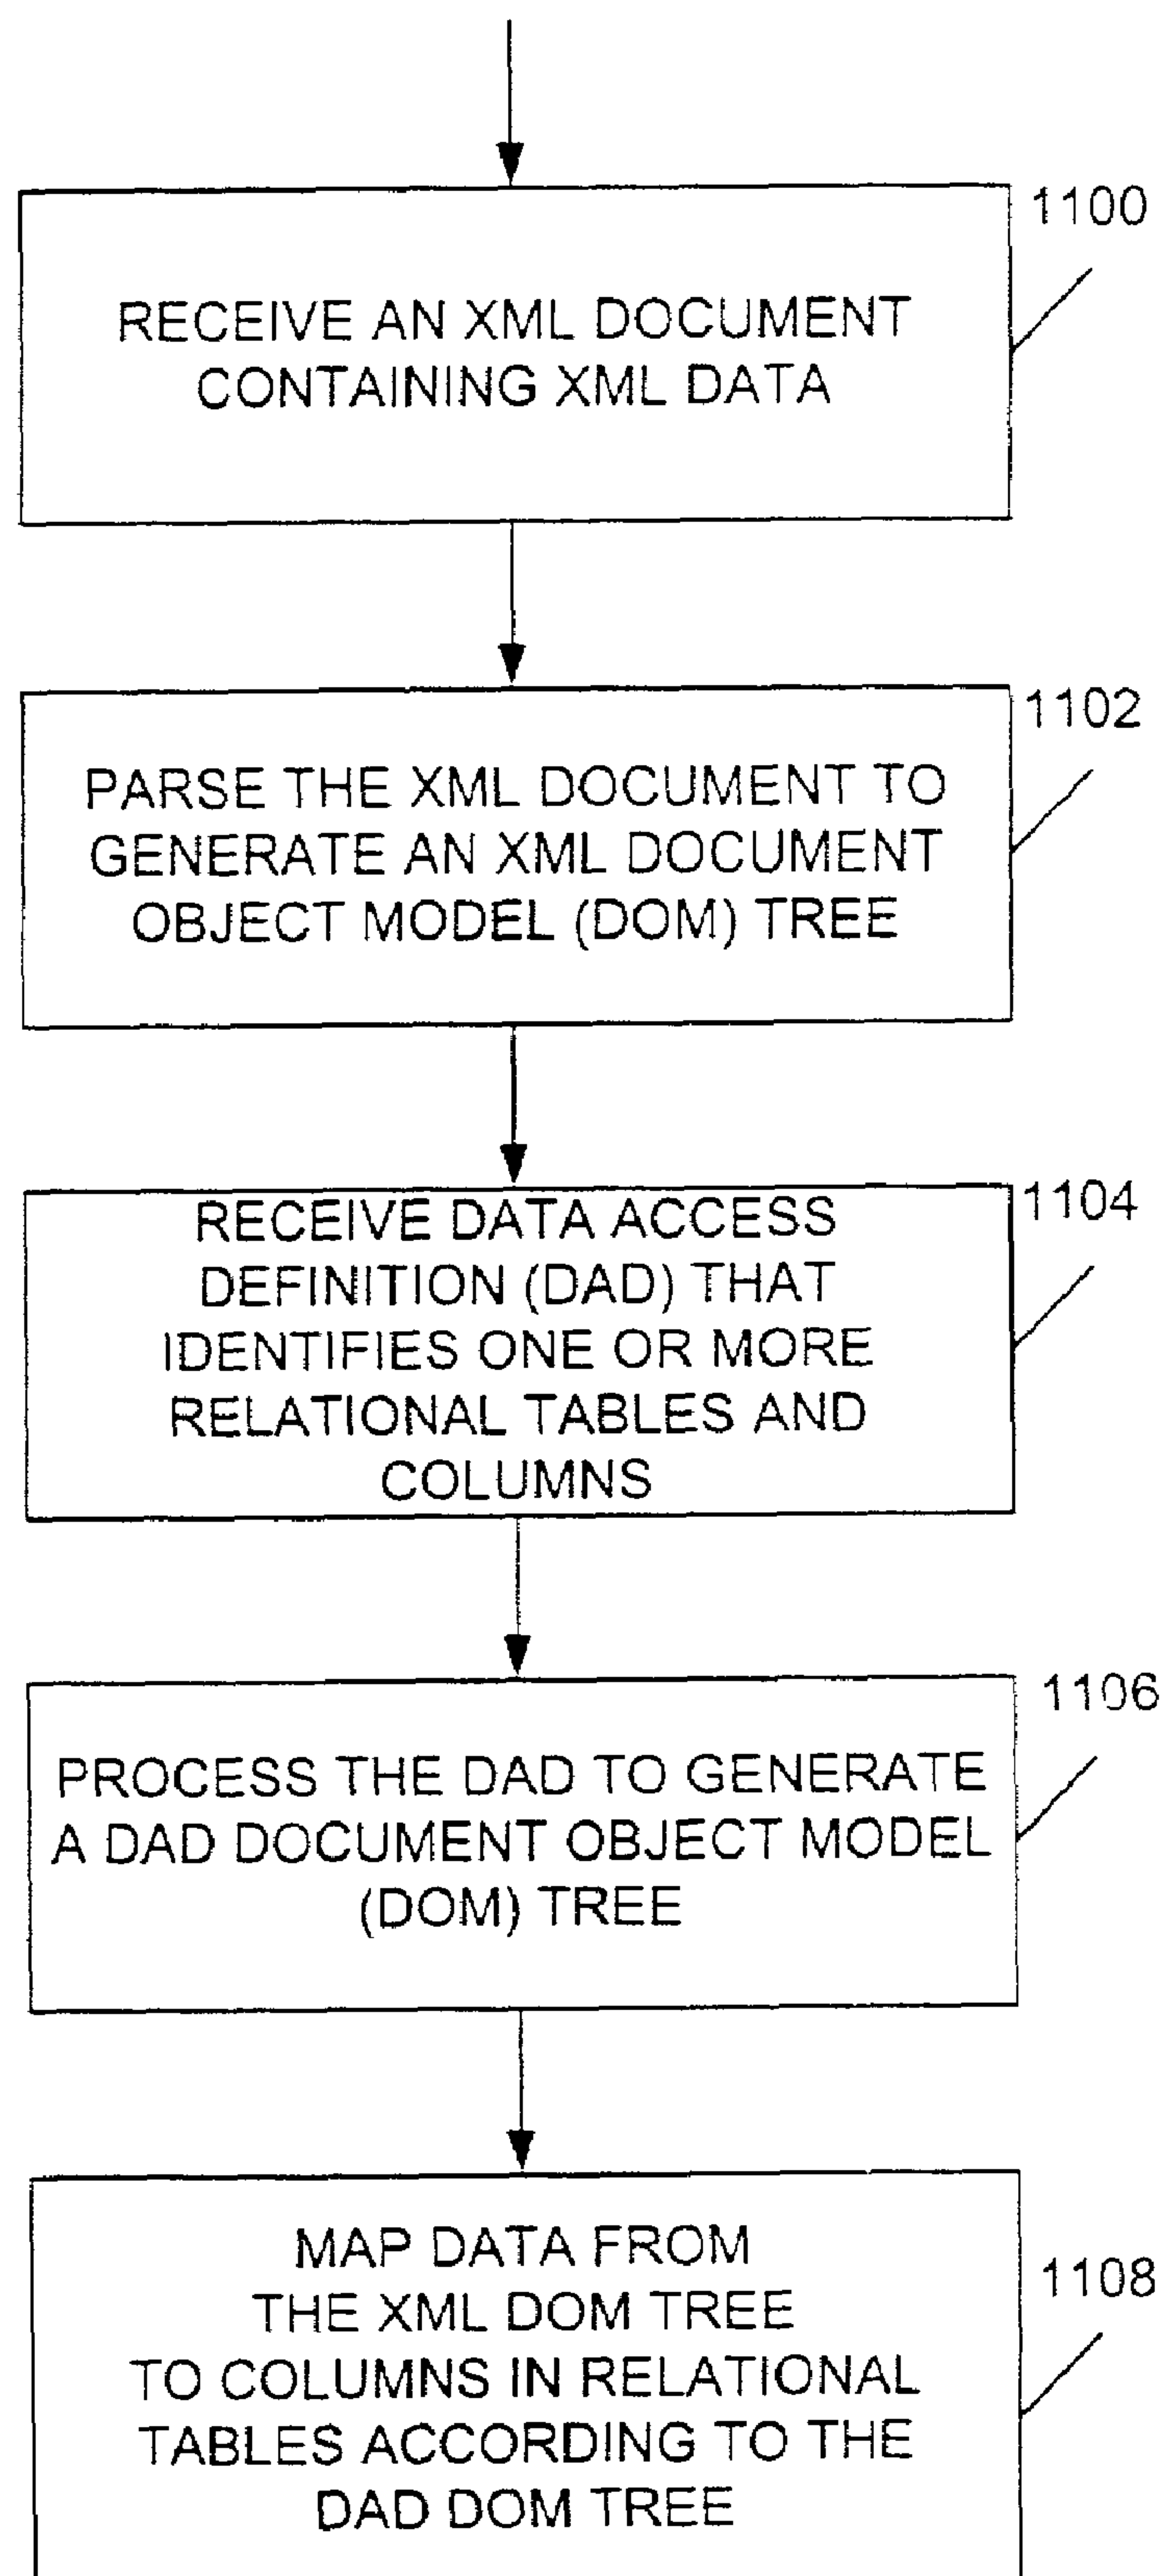 1100
RECEIVE AN XML DOCUMENT
CONTAINING XML DATA
1102
PARSE THE XML DOCUMENT TO
GENERATE AN XML DOCUMENT
OBJECT MODEL (DOM) TREE
1104
RECEIVE DATA ACCESS
DEFINITION (DAD) THAT
IDENTIFIES ONE OR MORE
RELATIONAL TABLES AND
COLUMNS
1106
PROCESS THE DAD TO GENERATE
A DAD DOCUMENT OBJECT MODEL
(DOM) TREE
1108
MAP DATA FROM
THE XML DOM TREE
TO COLUMNS IN RELATIONAL
TABLES ACCORDING TO THE
DAD DOM TREE